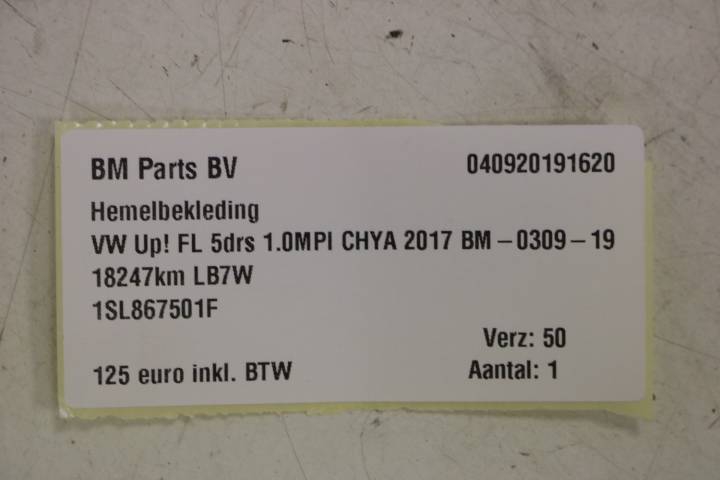 BM Parts BV 040920191620
Hemelbekleding
VW Up! FL 5drs 1.0MPI CHYA 2017 BM-0309-19
18247km LB7W
1SL867501F
Verz: 50
125 euro inkl. BTW Aantal: 1